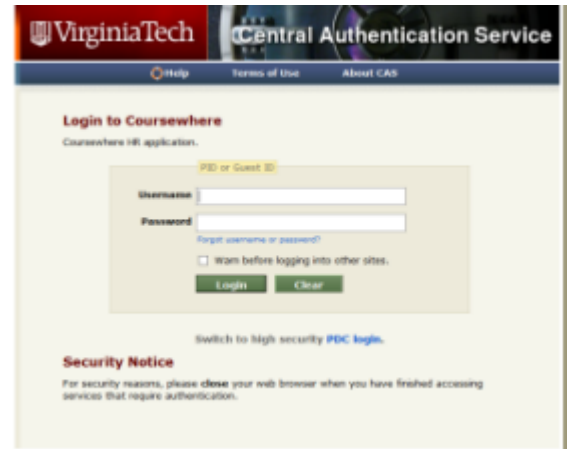 VirginiaTech
Central Authentication Service
Help Terms of Use About CAS
Login to Coursewhere
Coursewhere HR application.
PID or Guest ID
Username
Password
Forgot username or password?
Warn before logging into other sites.
Login Clear
Switch to high security PDC login.
Security Notice
For security reasons, please close your web browser when you have finished accessing
services that require authentication.